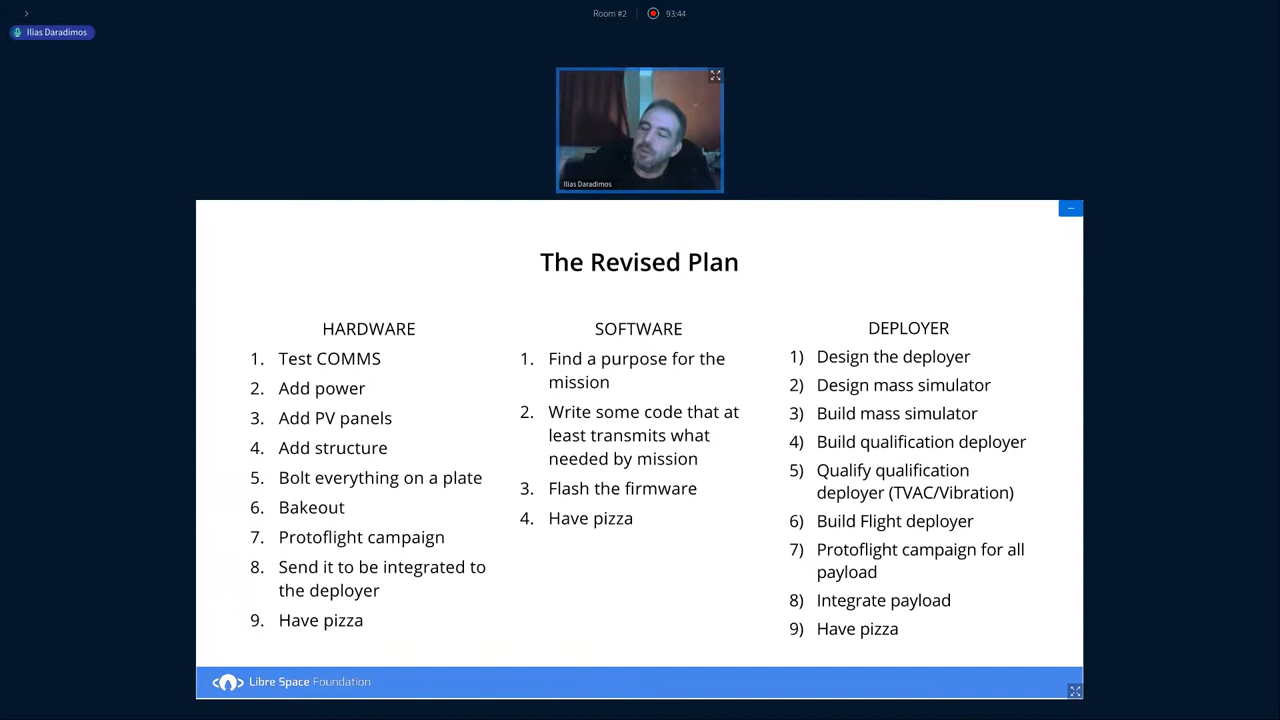 Room #2
93:44
Ilias Daradimos
Ilias Daradimos
The Revised Plan
HARDWARE
1. Test COMMS
2. Add power
3. Add PV panels
4. Add structure
5. Bolt everything on a plate
6. Bakeout
7. Protoflight campaign
8. Send it to be integrated to
the deployer
9. Have pizza
SOFTWARE
1. Find a purpose for the
mission
2. Write some code that at
least transmits what
needed by mission
3. Flash the firmware
4. Have pizza
DEPLOYER
1) Design the deployer
2) Design mass simulator
3) Build mass simulator
4) Build qualification deployer
5) Qualify qualification
deployer (TVAC/Vibration)
6) Build Flight deployer
7) Protoflight campaign for all
payload
8) Integrate payload
9) Have pizza
Libre Space Foundation